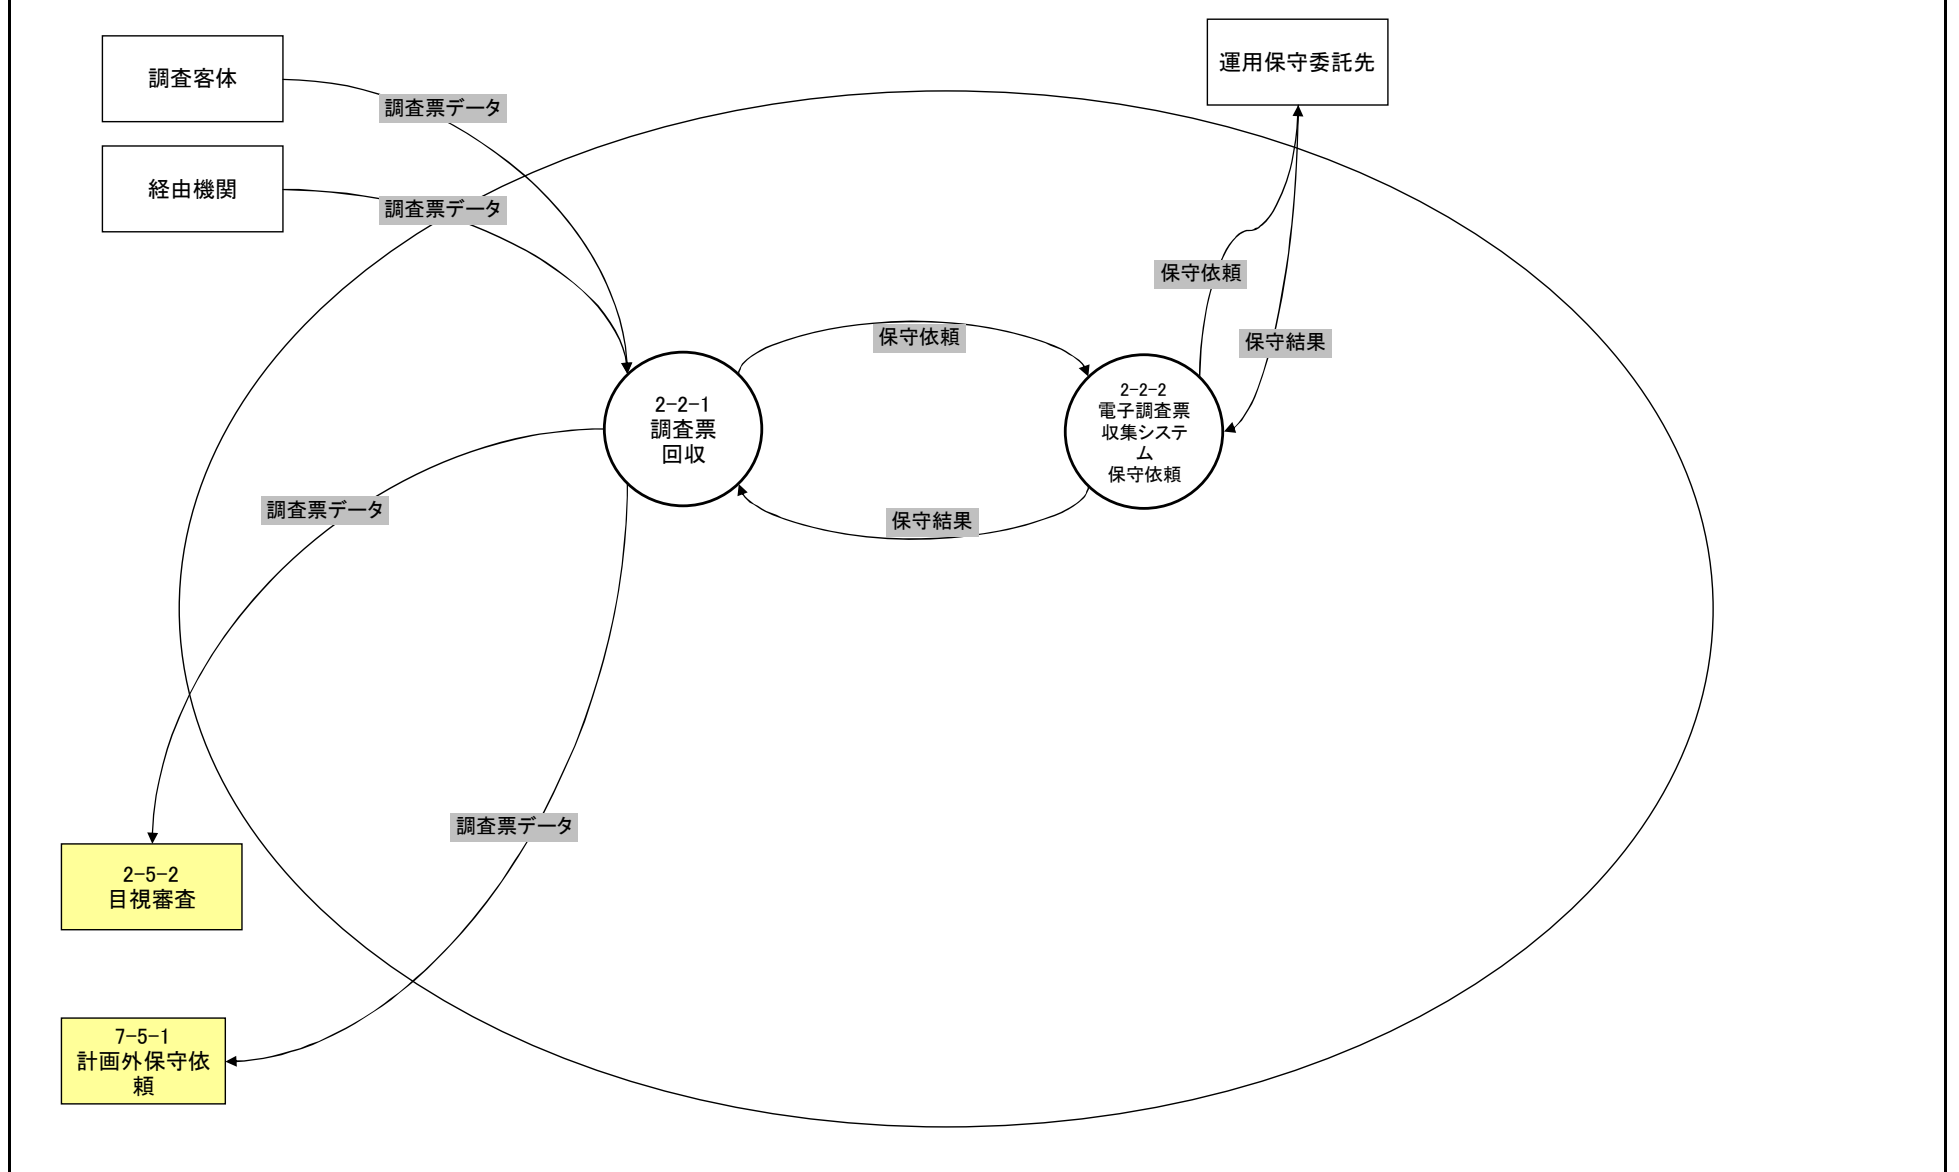 運用保守委託先
調査客体
調査票データ
経由機関
調査票データ
保守依頼
保守依頼
保守結果
2-2-1
調査票
回収
2-2-2
電子調査票
収集システ
ム
保守依頼
調査票データ
保守結果
調査票データ
2-5-2
目視審査
7-5-1
計画外保守依
頼